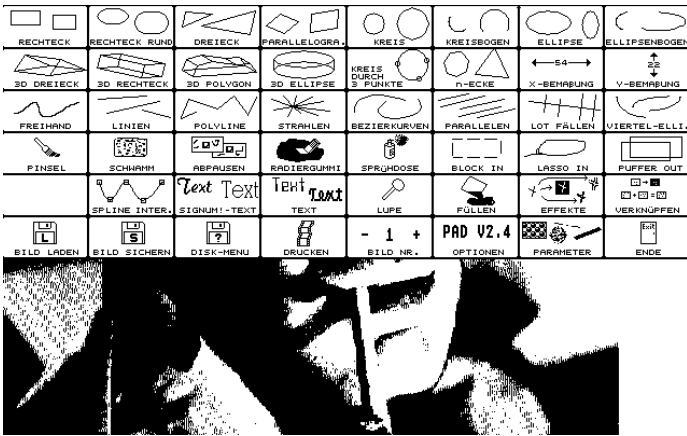 RECHTECK RECHTECK RUND DREIECK PARALLELOGRA. KREIS KREISBOGEN ELLIPSE ELLIPSENBOGEN
54 22
KREIS DURCH
3D DREIECK 3D RECHTECK 3D POLYGON 3D ELLIPSE 3 PUNKTE n-ECKE X-BEMAßUNG Y-BEMAßUNG
FREIHAND LINIEN POLYLINE STRAHLEN BEZIERKURVEN PARALLELEN LOT FÄLLEN VIERTEL-ELLI.
PINSEL SCHWAMM ABPAUSEN RADIERGUMMI SPRÜHDOSE BLOCK IN LASSO IN PUFFER OUT
Text Text Text Text
SPLINE INTER. SIGNUM!-TEXT TEXT LUPE FÜLLEN EFFEKTE VERKNÜPFEN
L S ? - 1 + PAD V2.4 Exit
BILD LADEN BILD SICHERN DISK-MENU DRUCKEN BILD NR. OPTIONEN PARAMETER ENDE